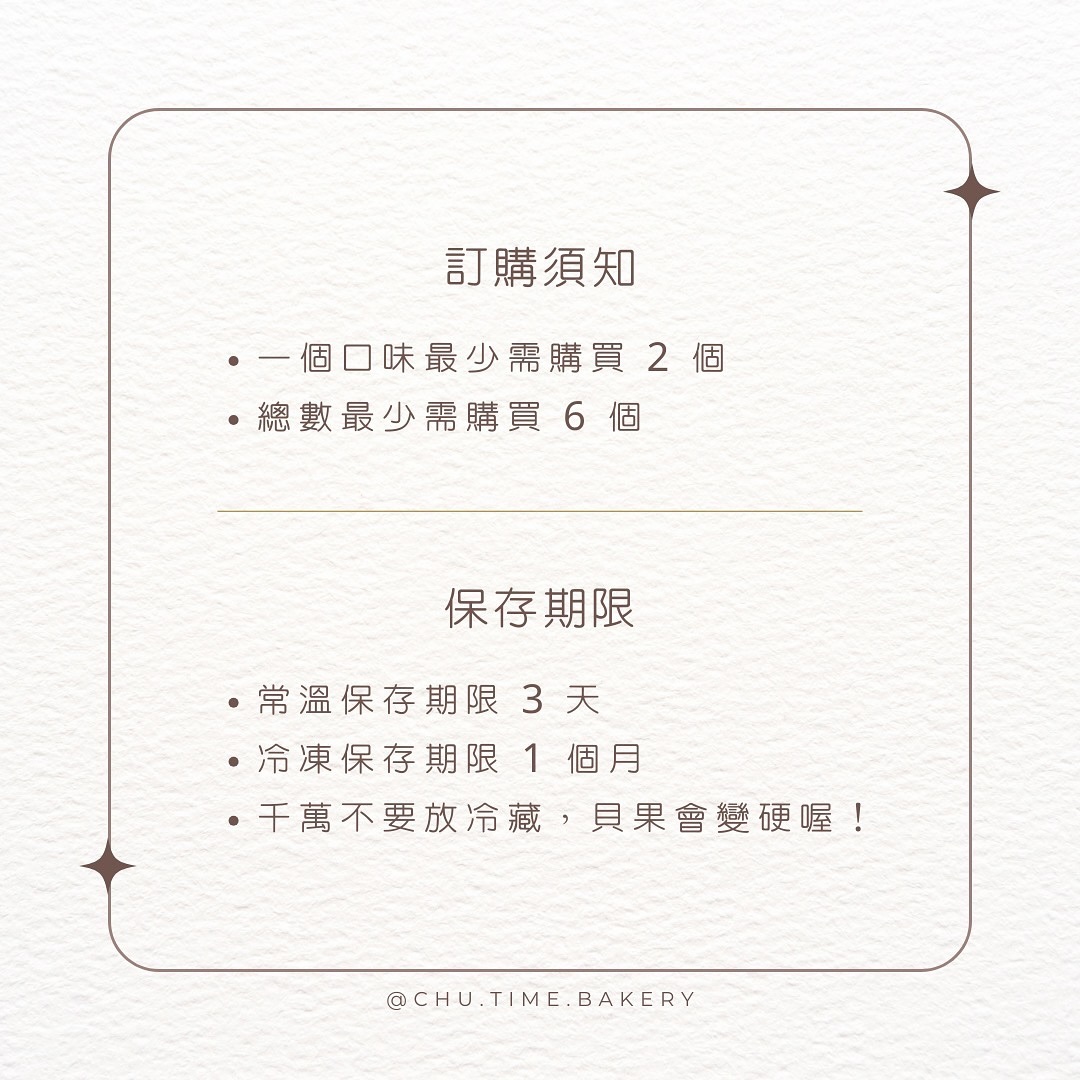 訂購須知
• 一個口味最少需購買 2 個
• 總數最少需購買 6 個
保存期限
• 常溫保存期限 3 天
• 冷凍保存期限 1 個月
• 千萬不要放冷藏，貝果會變硬喔！
@CHU.TIME.BAKERY